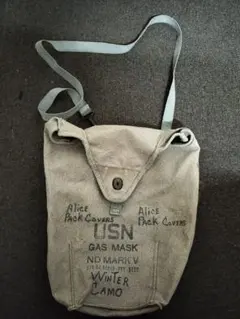 Alice
Pack Covers
Alice
Pack Covers
USN
GAS MASK
ND MARK V
Winter
Camo